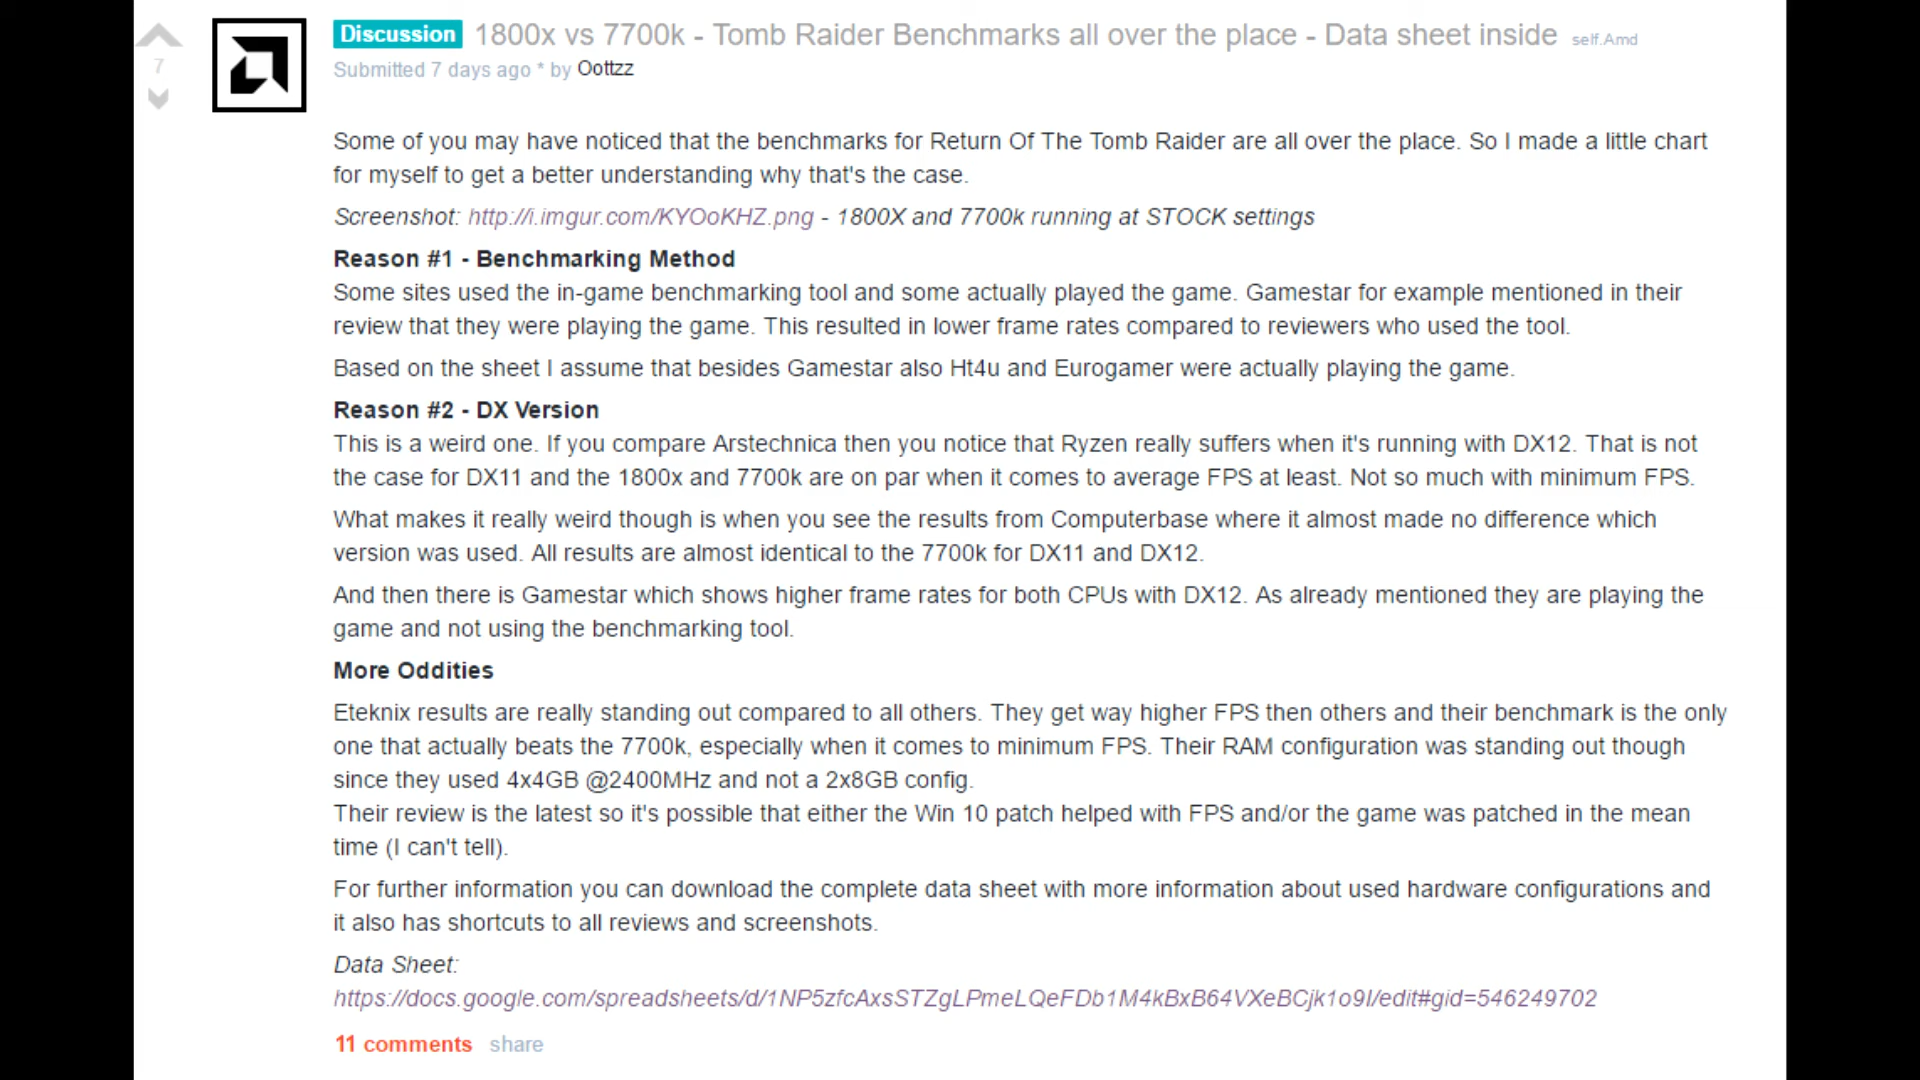 Discussion 1800x vs 7700k - Tomb Raider Benchmarks all over the place - Data sheet inside self.Amd
7
Submitted 7 days ago * by Oottzz
Some of you may have noticed that the benchmarks for Return Of The Tomb Raider are all over the place. So I made a little chart
for myself to get a better understanding why that's the case.
Screenshot: http://i.imgur.com/KYOoKHZ.png - 1800X and 7700k running at STOCK settings
Reason #1 - Benchmarking Method
Some sites used the in-game benchmarking tool and some actually played the game. Gamestar for example mentioned in their
review that they were playing the game. This resulted in lower frame rates compared to reviewers who used the tool.
Based on the sheet I assume that besides Gamestar also Ht4u and Eurogamer were actually playing the game.
Reason #2 - DX Version
This is a weird one. If you compare Arstechnica then you notice that Ryzen really suffers when it's running with DX12. That is not
the case for DX11 and the 1800x and 7700k are on par when it comes to average FPS at least. Not so much with minimum FPS.
What makes it really weird though is when you see the results from Computerbase where it almost made no difference which
version was used. All results are almost identical to the 7700k for DX11 and DX12.
And then there is Gamestar which shows higher frame rates for both CPUs with DX12. As already mentioned they are playing the
game and not using the benchmarking tool.
More Oddities
Eteknix results are really standing out compared to all others. They get way higher FPS then others and their benchmark is the only
one that actually beats the 7700k, especially when it comes to minimum FPS. Their RAM configuration was standing out though
since they used 4x4GB @2400MHz and not a 2x8GB config.
Their review is the latest so it's possible that either the Win 10 patch helped with FPS and/or the game was patched in the mean
time (I can't tell).
For further information you can download the complete data sheet with more information about used hardware configurations and
it also has shortcuts to all reviews and screenshots.
Data Sheet:
https://docs.google.com/spreadsheets/d/1NP5zfcAxsSTZgLPmeLQeFDb1M4kBxB64VXeBCjk1o9I/edit#gid=546249702
11 comments share